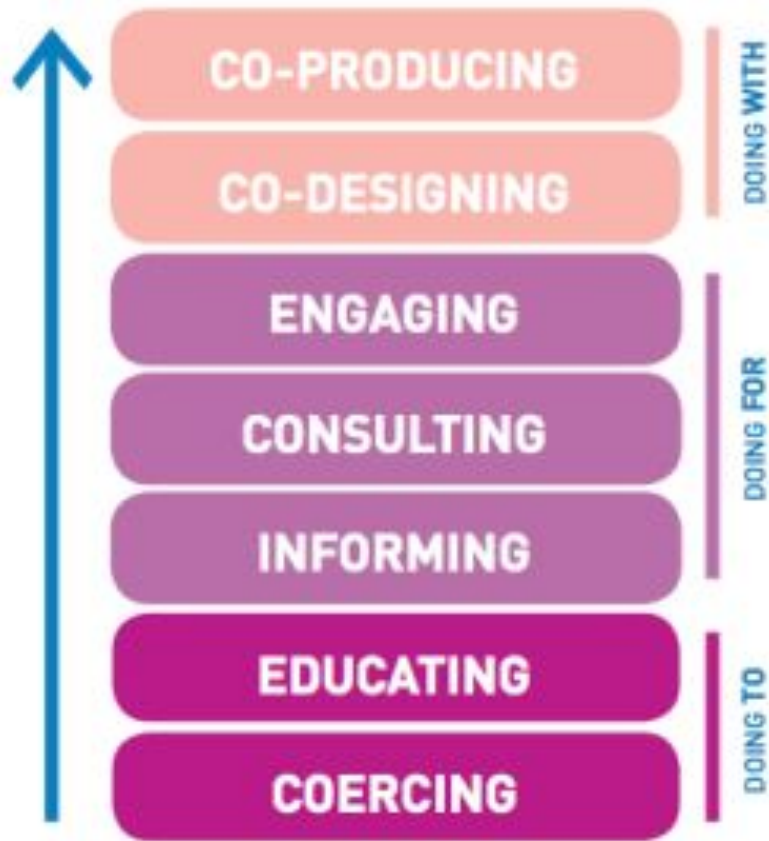 CO-PRODUCING
CO-DESIGNING
DOING WITH
ENGAGING
CONSULTING
INFORMING
DOING FOR
EDUCATING
COERCING
DOING TO